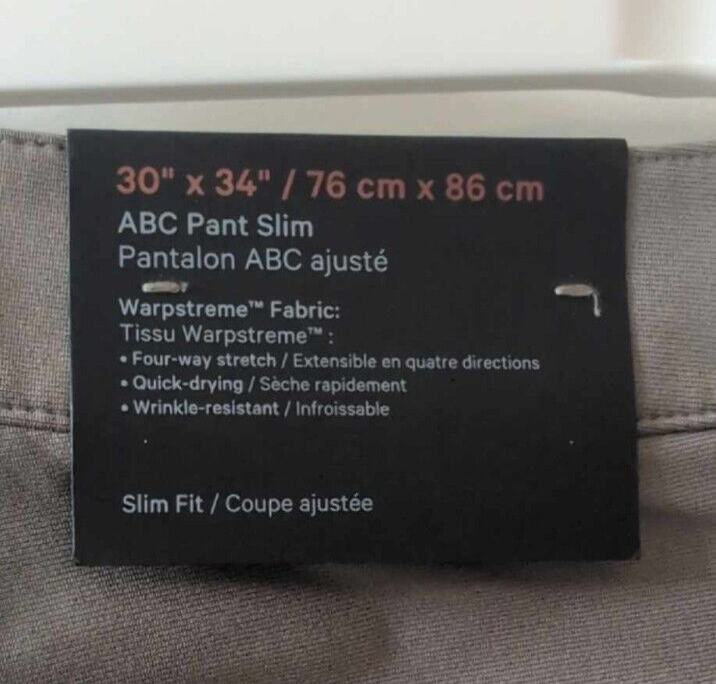 30" x 34" / 76 cm x 86 cm
ABC Pant Slim
Pantalon ABC ajusté
Warpstreme™ Fabric:
Tissu Warpstreme™ :
• Four-way stretch / Extensible en quatre directions
• Quick-drying / Sèche rapidement
• Wrinkle-resistant / Infroissable
Slim Fit / Coupe ajustée